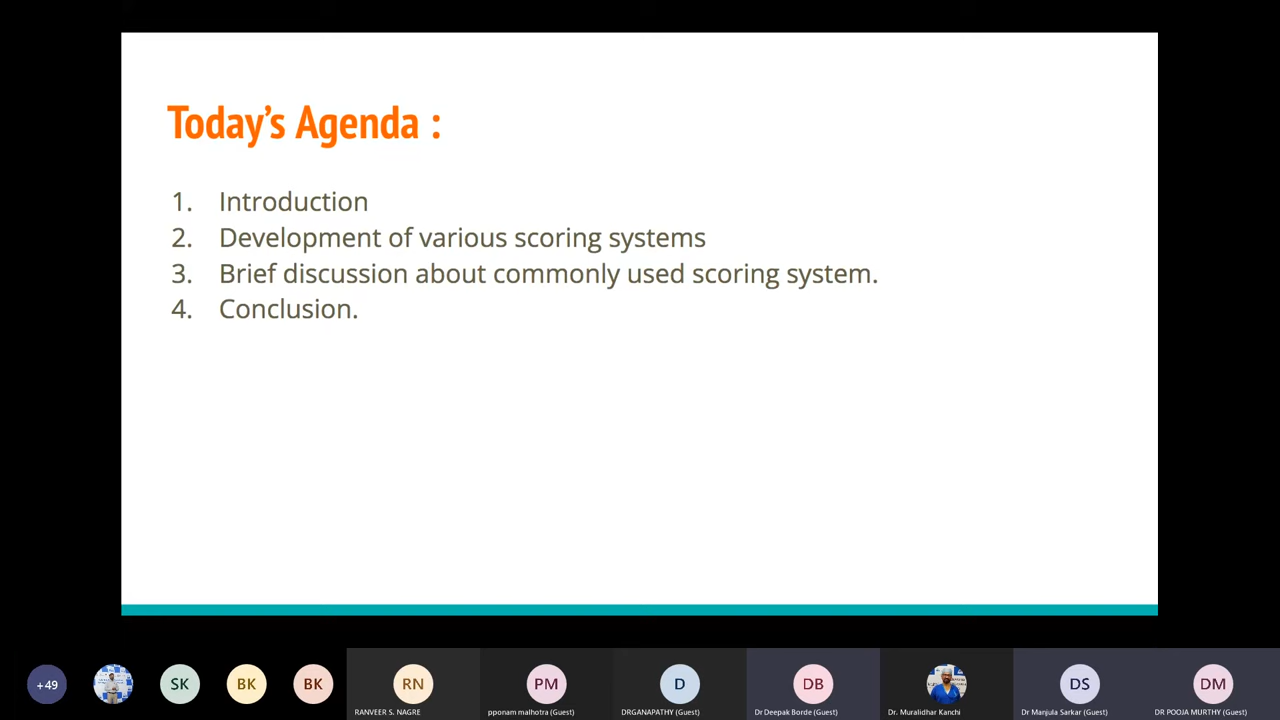 Today's Agenda :
1. Introduction
2. Development of various scoring systems
3. Brief discussion about commonly used scoring system.
4. Conclusion.
+49
SK
BK
BK
RN
PM
D
DB
DS
DM
RANVEER S. NAGRE
pponam malhotra (Guest)
DRGANAPATHY (Guest)
Dr Deepak Borde (Guest)
Dr. Muralidhar Kanchi
Dr Manjula Sarkar (Guest)
DR POOJA MURTHY (Guest)